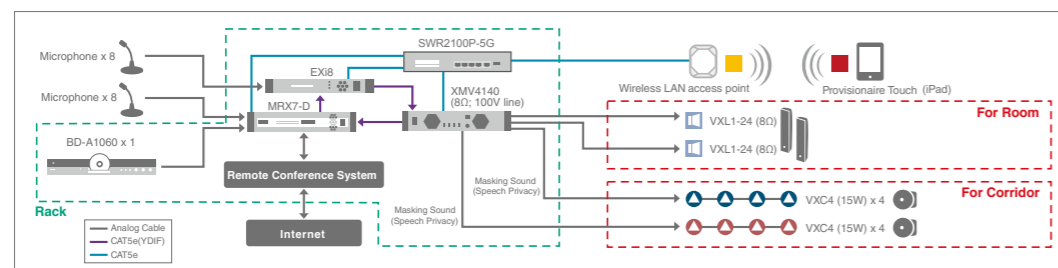 SWR2100P-5G
Microphone x 8
EXi8
XMV4140
(8Ω; 100V line)
Wireless LAN access point
Provisionaire Touch (iPad)
Microphone x 8
MRX7-D
For Room
VXL1-24 (8Ω)
VXL1-24 (8Ω)
BD-A1060 x 1
Remote Conference System
Masking Sound
(Speech Privacy)
For Corridor
VXC4 (15W) x 4
Rack
Masking Sound
(Speech Privacy)
VXC4 (15W) x 4
Internet
Analog Cable
CAT5e(YDIF)
CAT5e